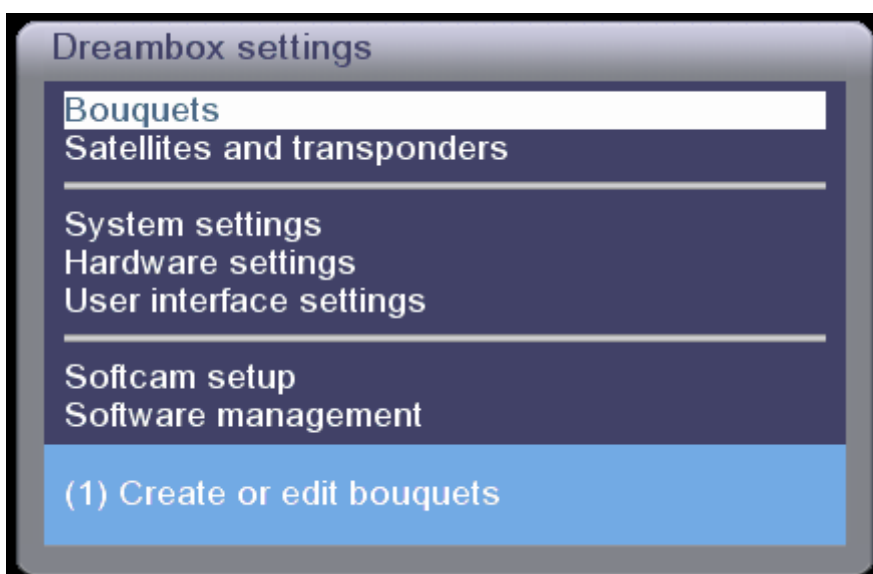 Dreambox settings
Bouquets
Satellites and transponders
System settings
Hardware settings
User interface settings
Softcam setup
Software management
(1) Create or edit bouquets